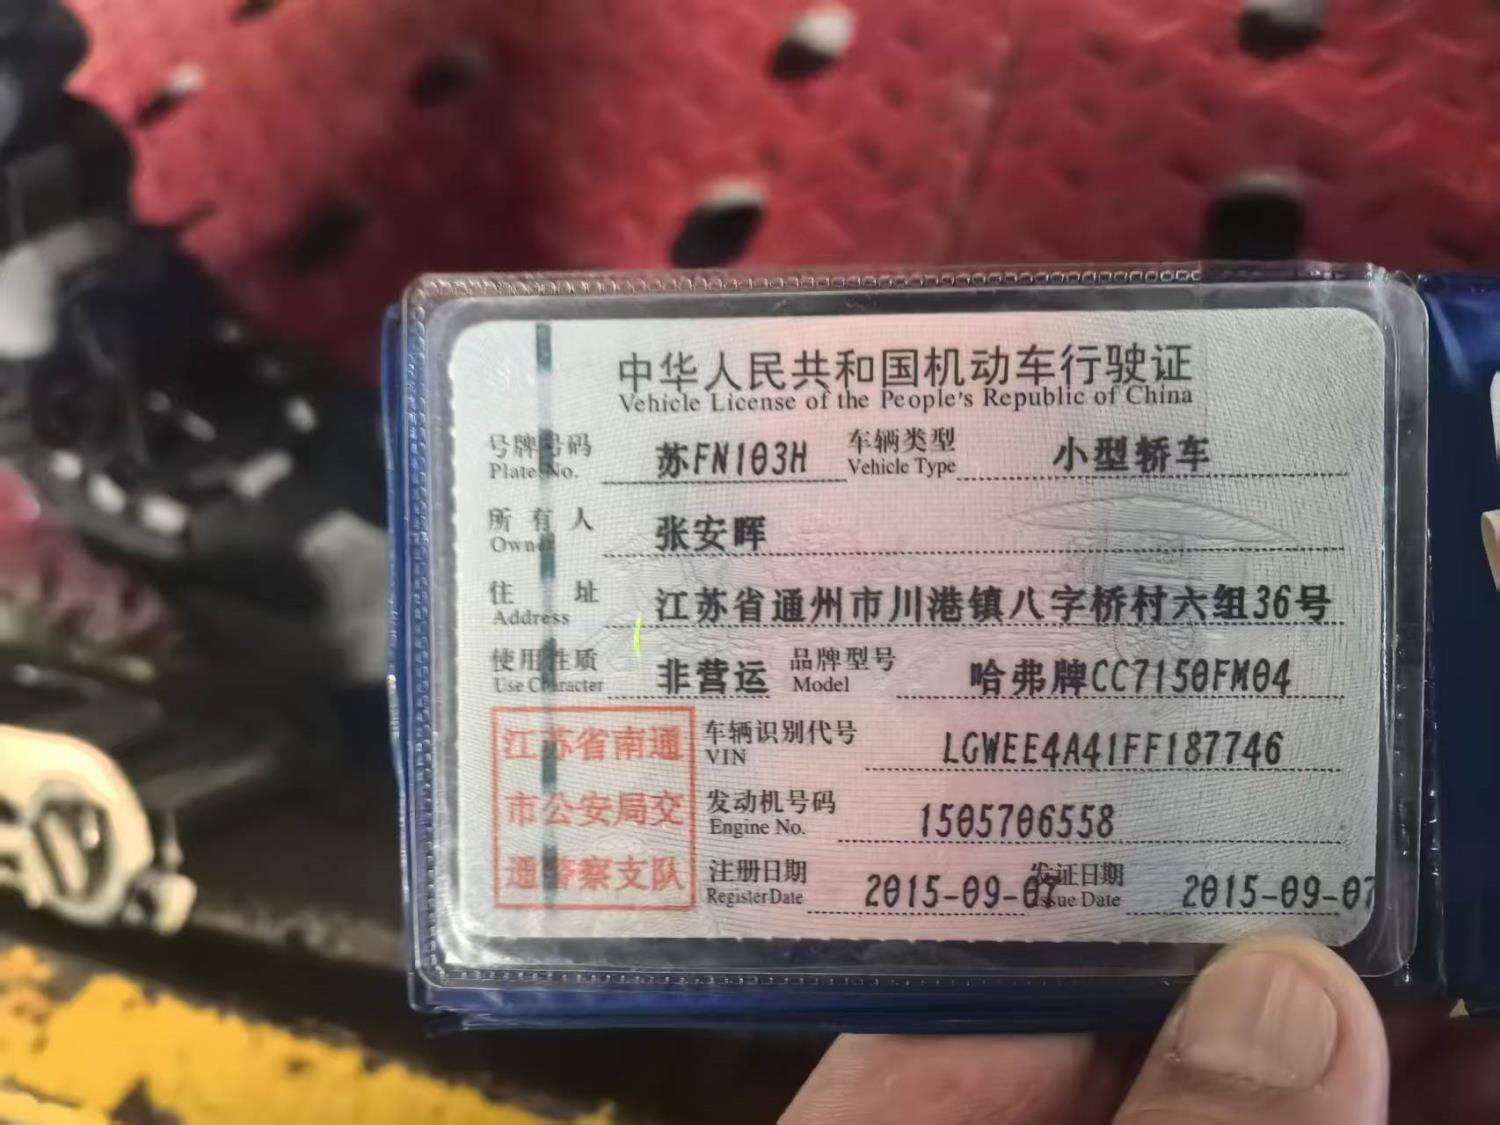 中华人民共和国机动车行驶证
Vehicle License of the People's Republic of China
号牌号码 苏FN103H 车辆类型 小型轿车
Plate No. Vehicle Type
所有人 张安晖
Owner
住址 江苏省通州市川港镇八字桥村六组36号
Address
使用性质 非营运 品牌型号 哈弗牌CC7150FM04
Use Character Model
江苏省南通
市公安局交
通警察支队
车辆识别代号 LGWEE4A41FF187746
VIN
发动机号码 1505706558
Engine No.
注册日期 2015-09-07 发证日期 2015-09-07
Register Date Issue Date